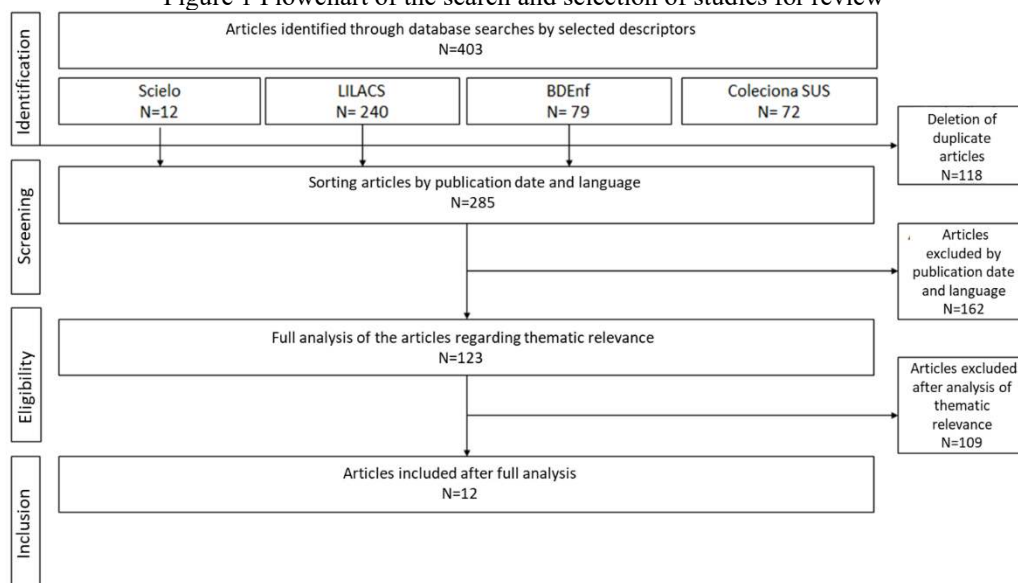 Figure 1 Flowchart of the search and selection of studies for review
Identification
Articles identified through database searches by selected descriptors
N=403
Scielo
N=12
LILACS
N= 240
BDEnf
N= 79
Coleciona SUS
N= 72
Deletion of
duplicate
articles
N=118
Screening
Sorting articles by publication date and language
N=285
Articles
excluded by
publication date
and language
N=162
Eligibility
Full analysis of the articles regarding thematic relevance
N=123
Articles excluded
after analysis of
thematic
relevance
N=109
Inclusion
Articles included after full analysis
N=12